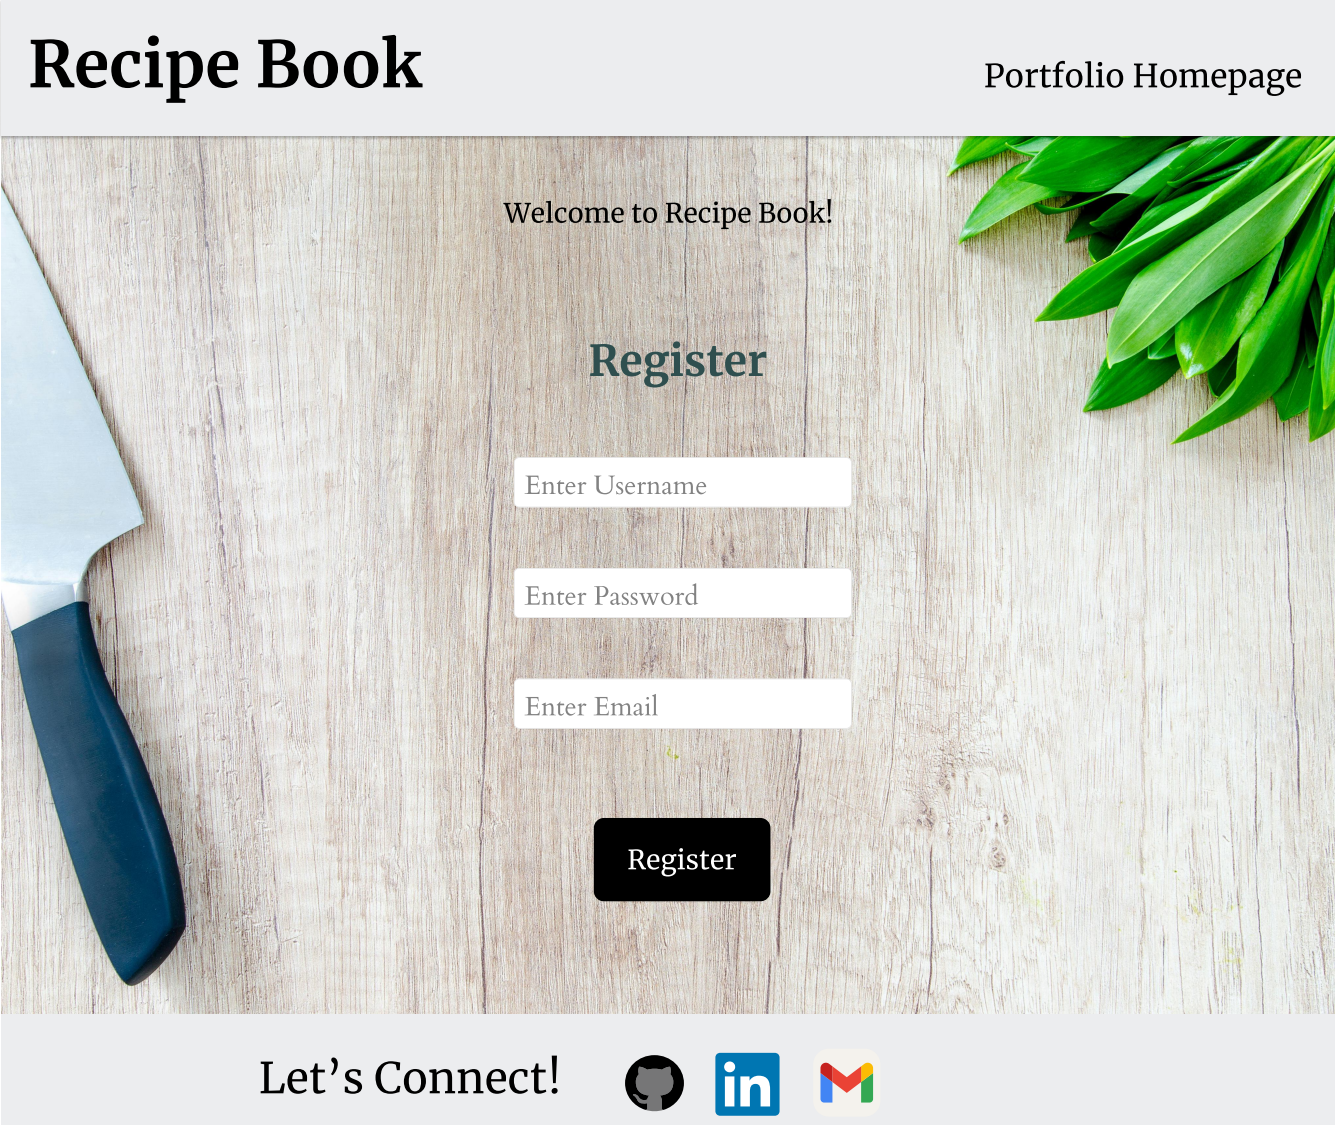 Recipe Book
Portfolio Homepage
Welcome to Recipe Book!
Register
Enter Username
Enter Password
Enter Email
Register
Let’s Connect!
in